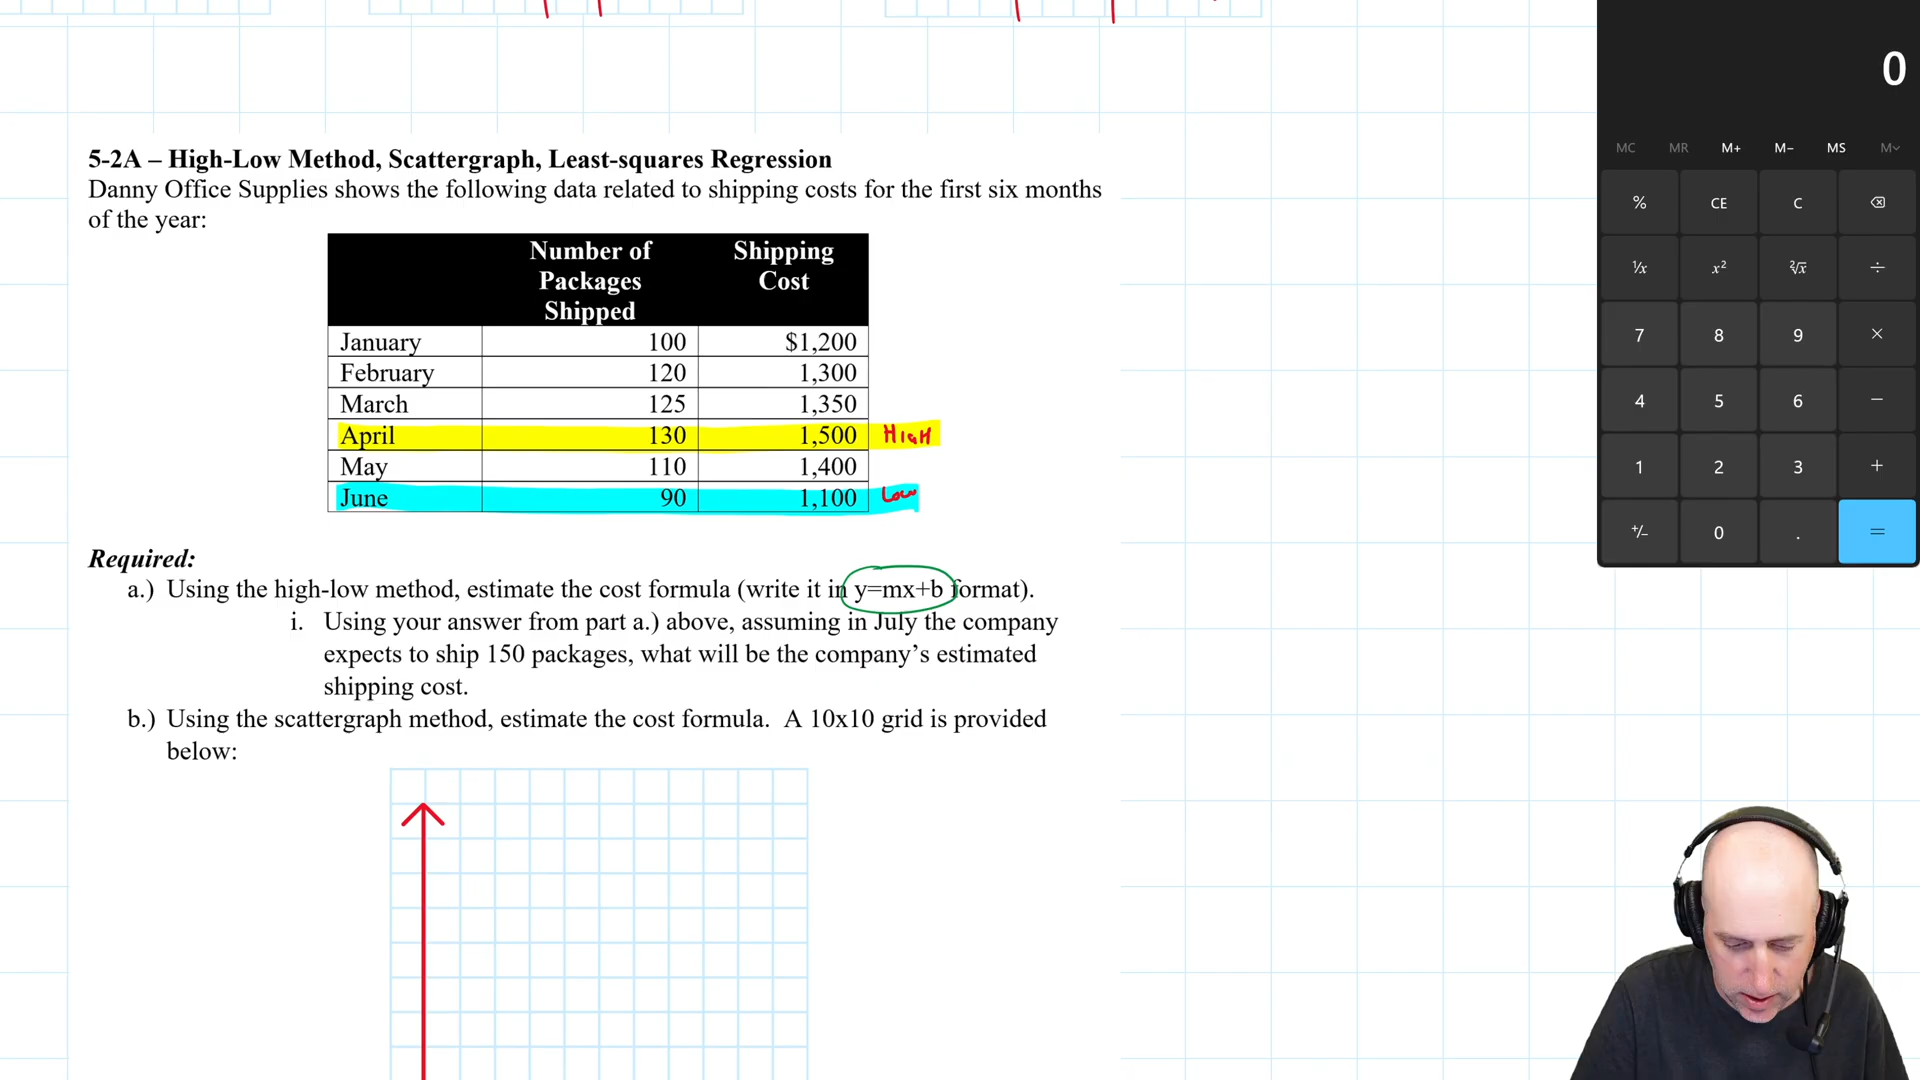 5-2A – High-Low Method, Scattergraph, Least-squares Regression
Danny Office Supplies shows the following data related to shipping costs for the first six months
of the year:
Number of Packages Shipped Shipping Cost
January 100 $1,200
February 120 1,300
March 125 1,350
April 130 1,500 HIGH
May 110 1,400
June 90 1,100 Low
Required:
a.) Using the high-low method, estimate the cost formula (write it in y=mx+b format).
i. Using your answer from part a.) above, assuming in July the company
expects to ship 150 packages, what will be the company’s estimated
shipping cost.
b.) Using the scattergraph method, estimate the cost formula. A 10x10 grid is provided
below:
0
MC MR M+ M− MS M˅
% CE C ⌫
¹/x x² ²√x ÷
7 8 9 ×
4 5 6 −
1 2 3 +
+/− 0 . =